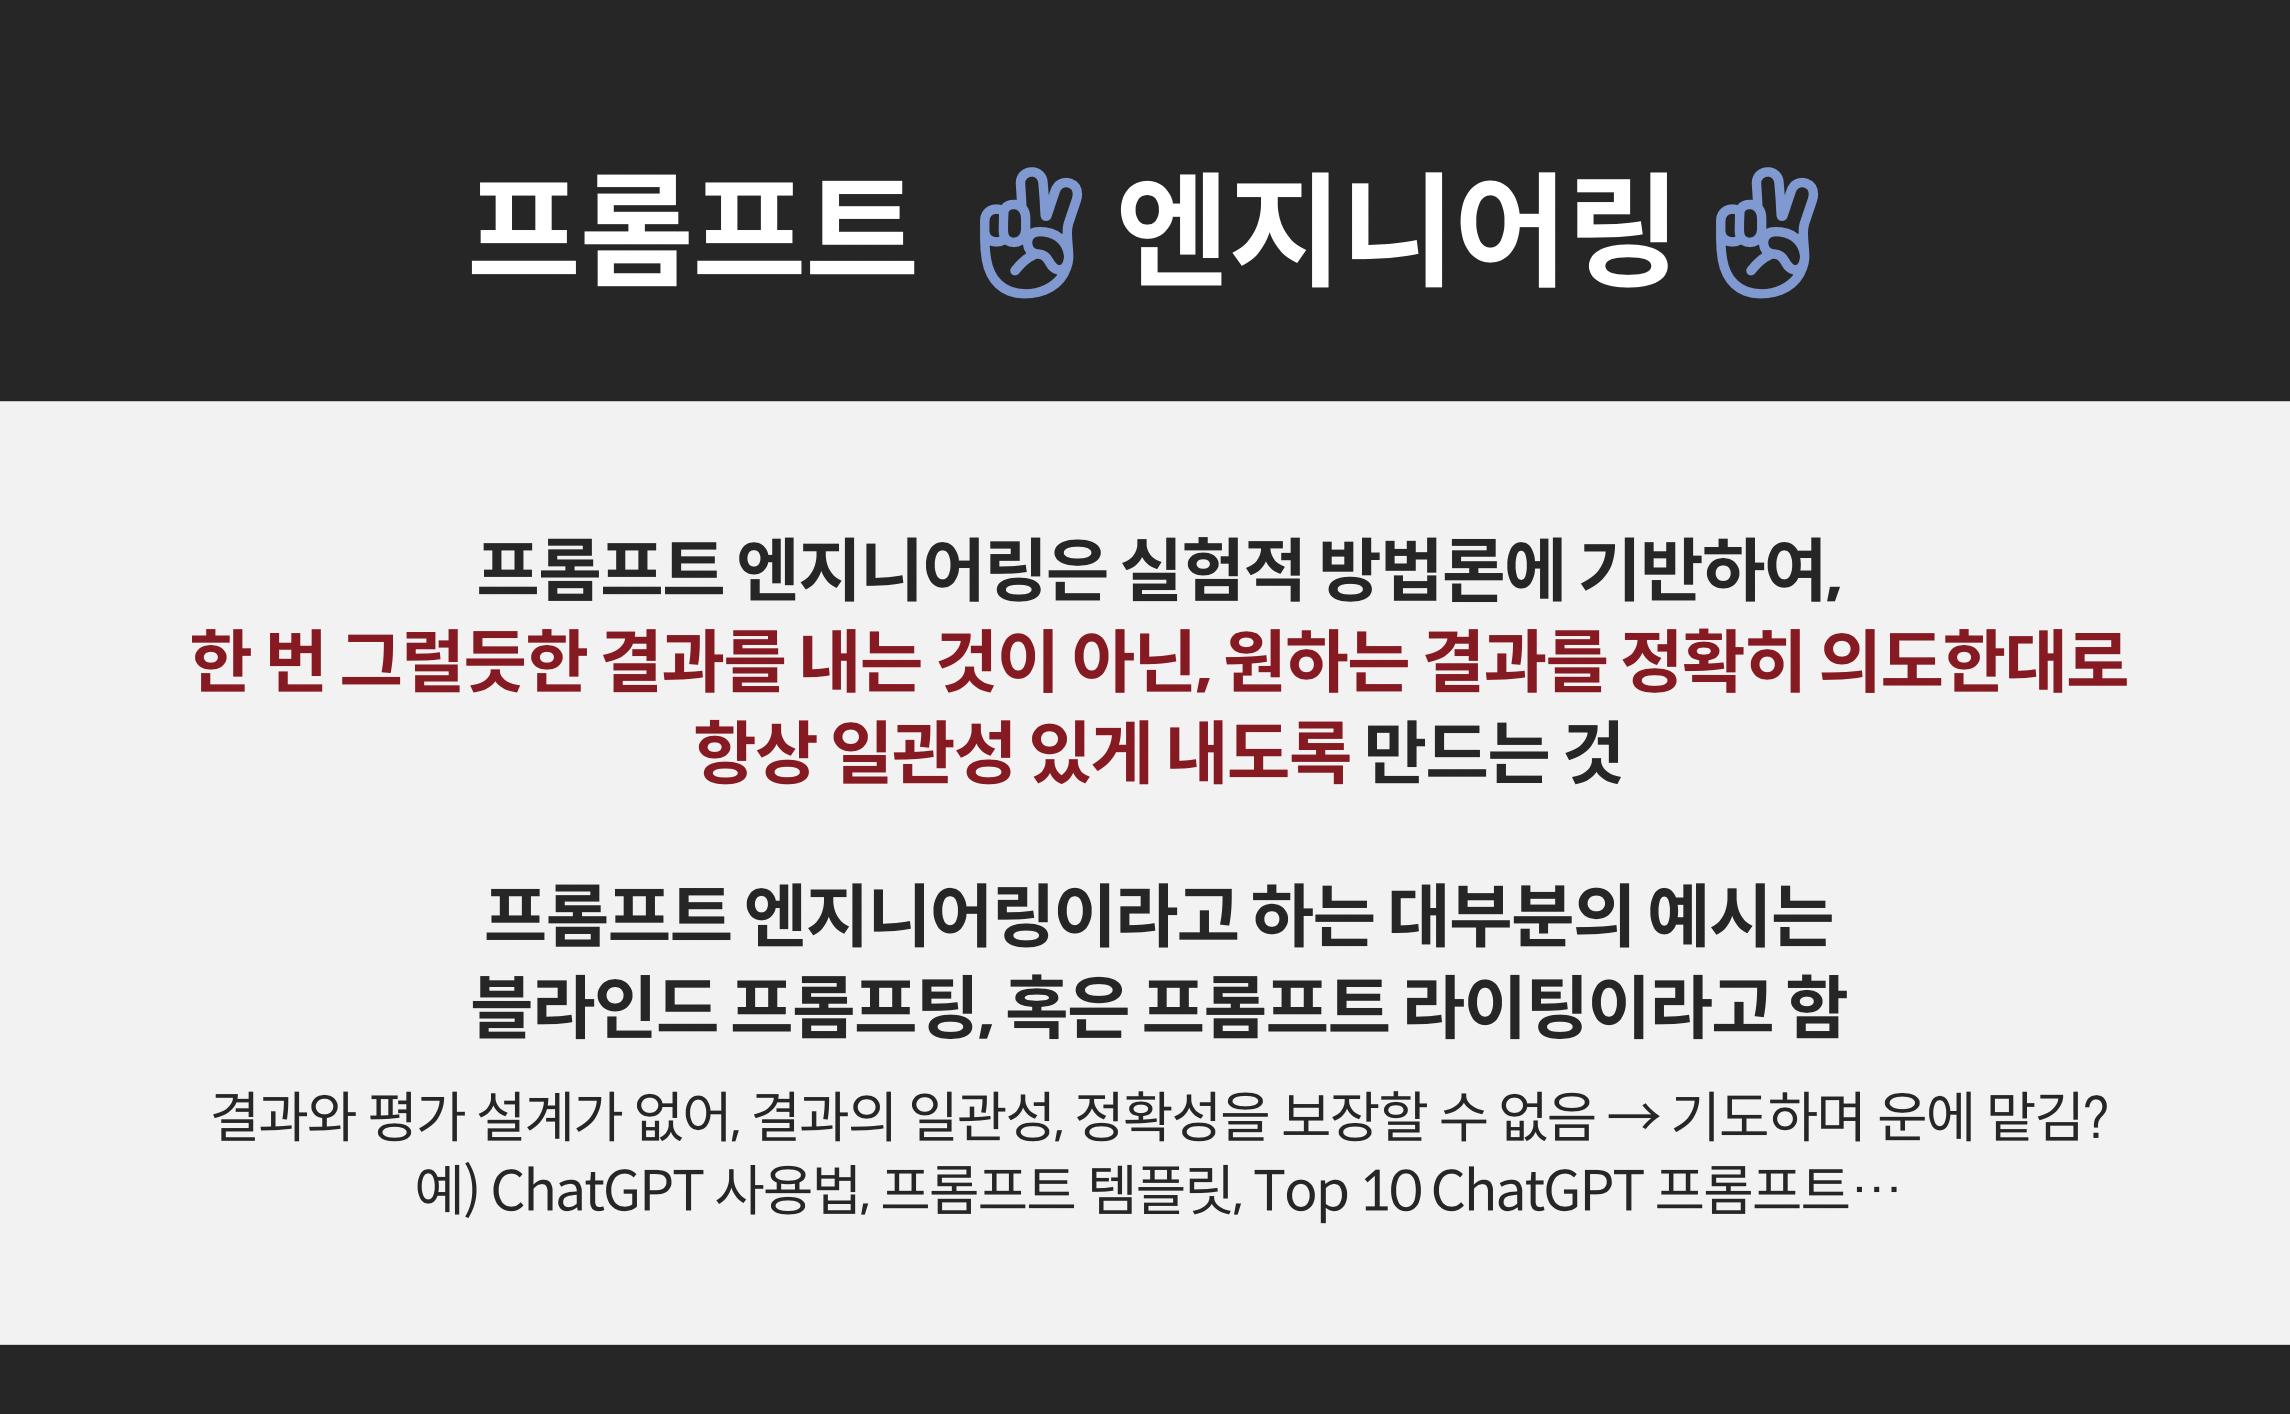 프롬프트 ✌엔지니어링✌
프롬프트 엔지니어링은 실험적 방법론에 기반하여,
한 번 그럴듯한 결과를 내는 것이 아닌, 원하는 결과를 정확히 의도한대로
항상 일관성 있게 내도록 만드는 것
프롬프트 엔지니어링이라고 하는 대부분의 예시는
블라인드 프롬프팅, 혹은 프롬프트 라이팅이라고 함
결과와 평가 설계가 없어, 결과의 일관성, 정확성을 보장할 수 없음 → 기도하며 운에 맡김?
예) ChatGPT 사용법, 프롬프트 템플릿, Top 10 ChatGPT 프롬프트…